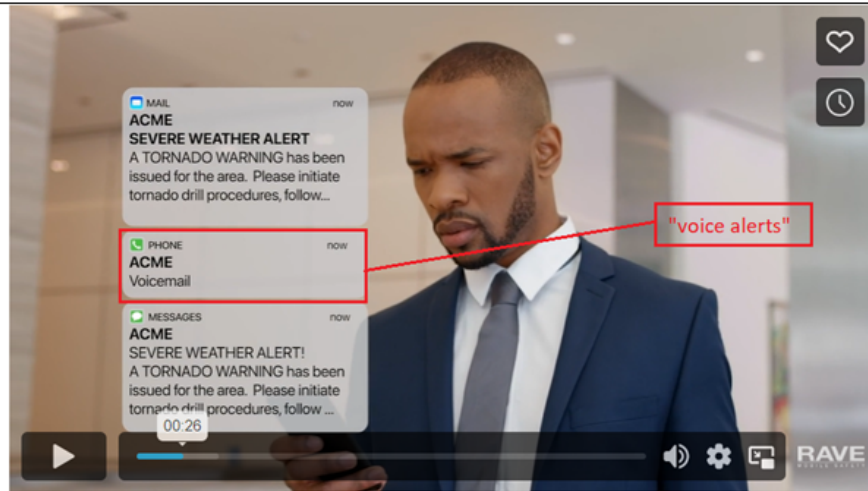 MAIL now
ACME
SEVERE WEATHER ALERT
A TORNADO WARNING has been
issued for the area. Please initiate
tornado drill procedures, follow...
PHONE now
ACME
Voicemail
"voice alerts"
MESSAGES now
ACME
SEVERE WEATHER ALERT!
A TORNADO WARNING has been
issued for the area. Please initiate
tornado drill procedures, follow ...
00:26
RAVE
MOBILE SAFETY